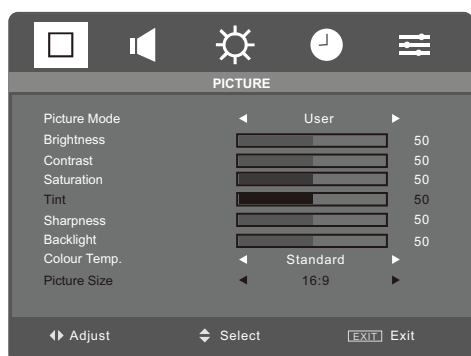 PICTURE
Picture Mode User
Brightness 50
Contrast 50
Saturation 50
Tint 50
Sharpness 50
Backlight 50
Colour Temp. Standard
Picture Size 16:9
Adjust Select EXIT Exit